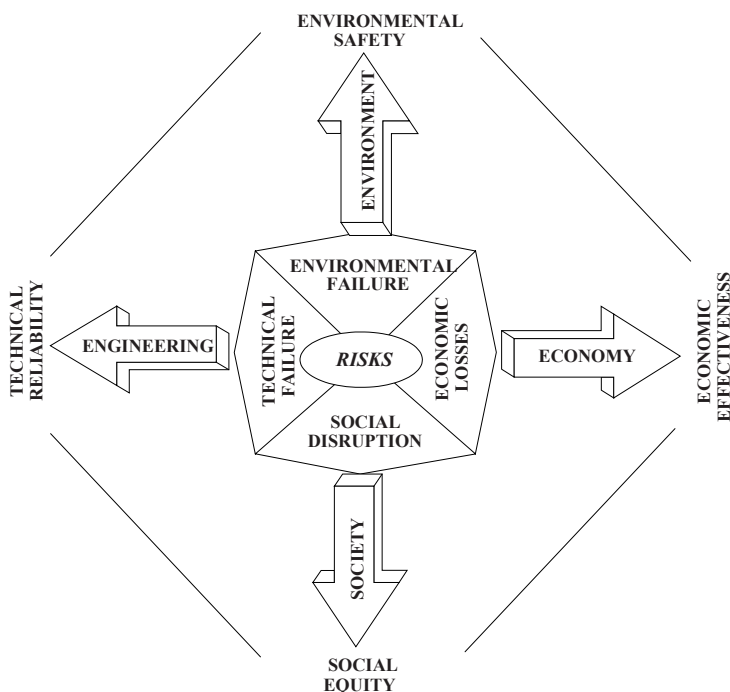 ENVIRONMENTAL
SAFETY
ENVIRONMENT
ENVIRONMENTAL
FAILURE
TECHNICAL
RELIABILITY
ENGINEERING
TECHNICAL
FAILURE
RISKS
ECONOMIC
LOSSES
ECONOMY
ECONOMIC
EFFECTIVENESS
SOCIAL
DISRUPTION
SOCIETY
SOCIAL
EQUITY